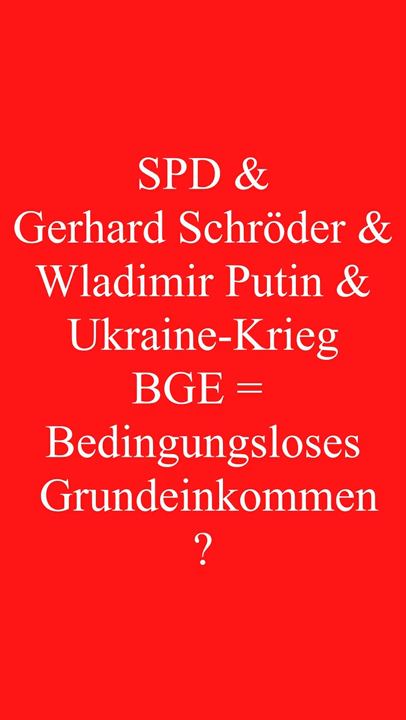 SPD &
Gerhard Schröder &
Wladimir Putin &
Ukraine-Krieg
BGE =
Bedingungsloses
Grundeinkommen
?